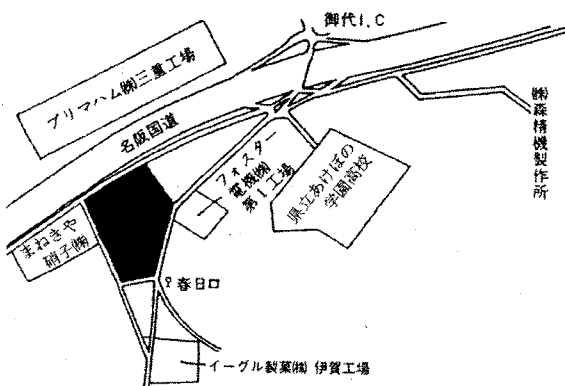 御代I.C
プリマハム㈱三重工場
名阪国道
㈱森精機製作所
フォスター
電機㈱
第1工場
県立あけぼの
学園高校
まねきや
硝子㈱
春日口
イーグル製菓㈱ 伊賀工場